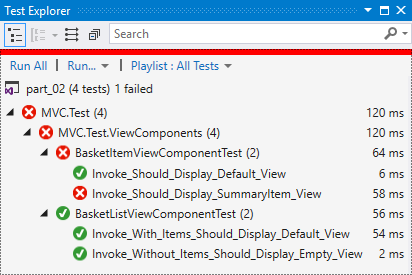 Test Explorer
Search
Run All | Run... | Playlist : All Tests
part_02 (4 tests) 1 failed
MVC.Test (4) 120 ms
MVC.Test.ViewComponents (4) 120 ms
BasketItemViewComponentTest (2) 64 ms
Invoke_Should_Display_Default_View 6 ms
Invoke_Should_Display_SummaryItem_View 58 ms
BasketListViewComponentTest (2) 56 ms
Invoke_With_Items_Should_Display_Default_View 54 ms
Invoke_Without_Items_Should_Display_Empty_View 2 ms